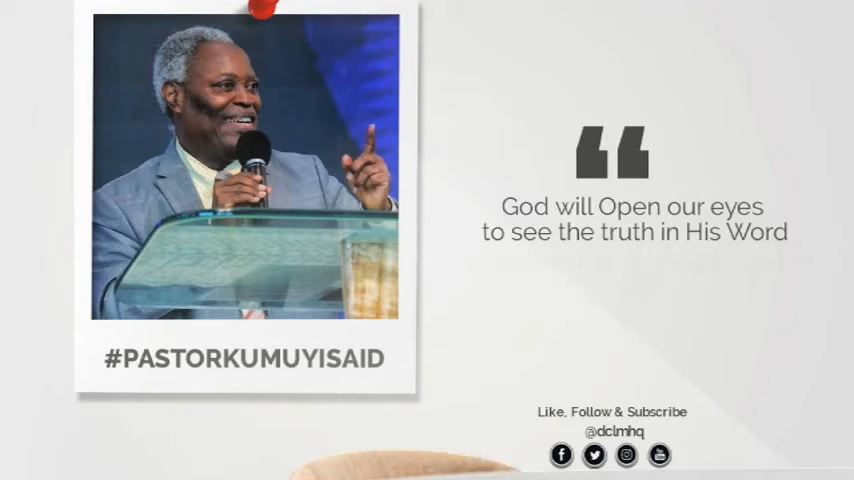 God will Open our eyes
to see the truth in His Word
#PASTORKUMUYISAID
Like, Follow & Subscribe
@dclmhq